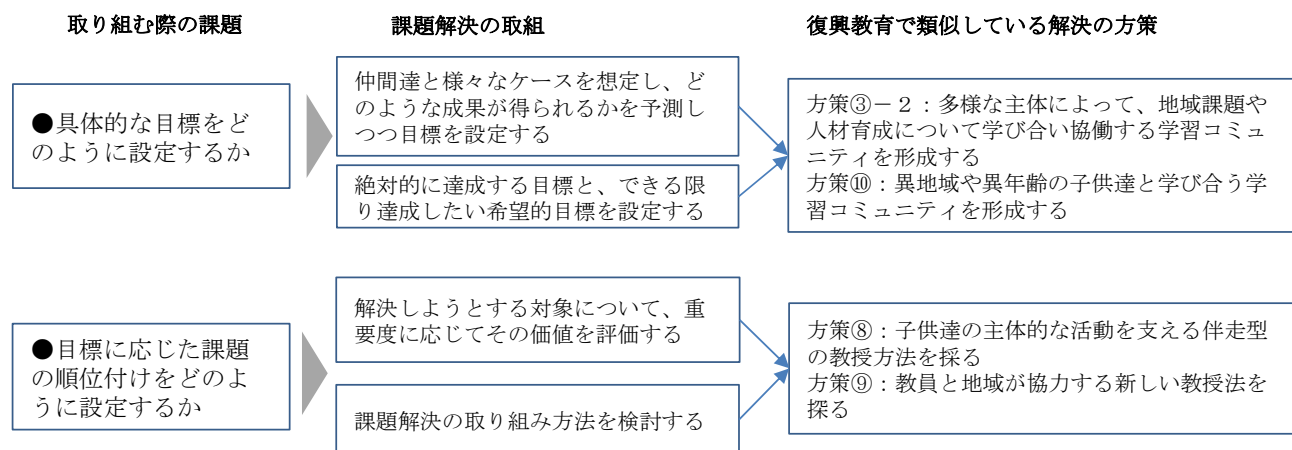 取り組む際の課題
課題解決の取組
復興教育で類似している解決の方策
●具体的な目標をど
のように設定するか
仲間達と様々なケースを想定し、ど
のような成果が得られるかを予測し
つつ目標を設定する
絶対的に達成する目標と、できる限
り達成したい希望的目標を設定する
方策③－２：多様な主体によって、地域課題や
人材育成について学び合い協働する学習コミュ
ニティを形成する
方策⑩：異地域や異年齢の子供達と学び合う学
習コミュニティを形成する
●目標に応じた課題
の順位付けをどのよ
うに設定するか
解決しようとする対象について、重
要度に応じてその価値を評価する
課題解決の取り組み方法を検討する
方策⑧：子供達の主体的な活動を支える伴走型
の教授方法を採る
方策⑨：教員と地域が協力する新しい教授法を
探る